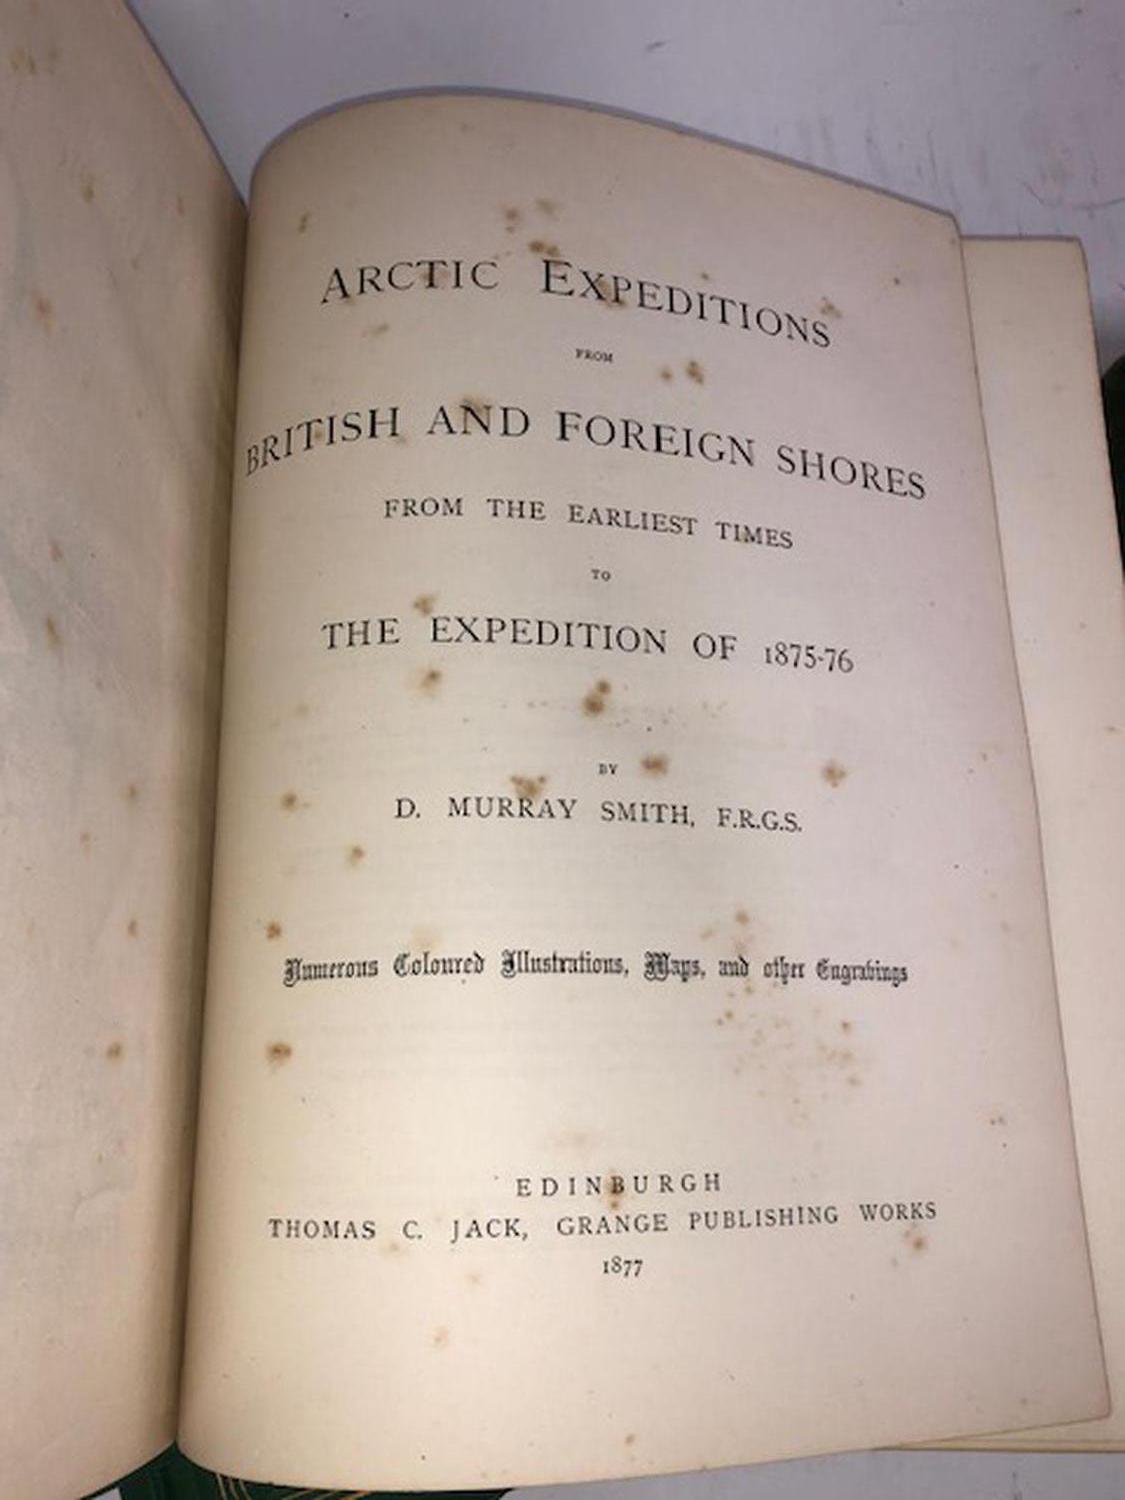 ARCTIC EXPEDITIONS
FROM
BRITISH AND FOREIGN SHORES
FROM THE EARLIEST TIMES
TO
THE EXPEDITION OF 1875-76
BY
D. MURRAY SMITH, F.R.G.S.
Numerous Coloured Illustrations, Maps, and other Engravings
EDINBURGH
THOMAS C. JACK, GRANGE PUBLISHING WORKS
1877